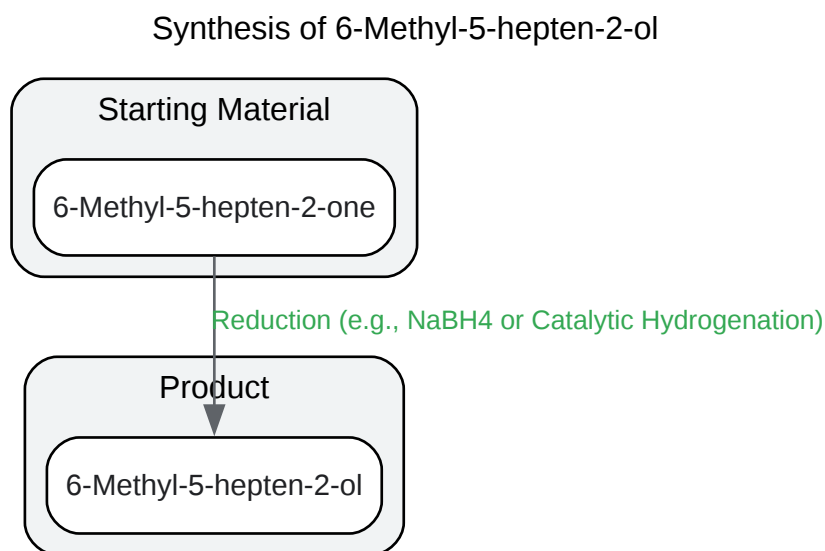 Synthesis of 6-Methyl-5-hepten-2-ol
Starting Material
6-Methyl-5-hepten-2-one
Reduction (e.g., NaBH4 or Catalytic Hydrogenation)
Product
6-Methyl-5-hepten-2-ol